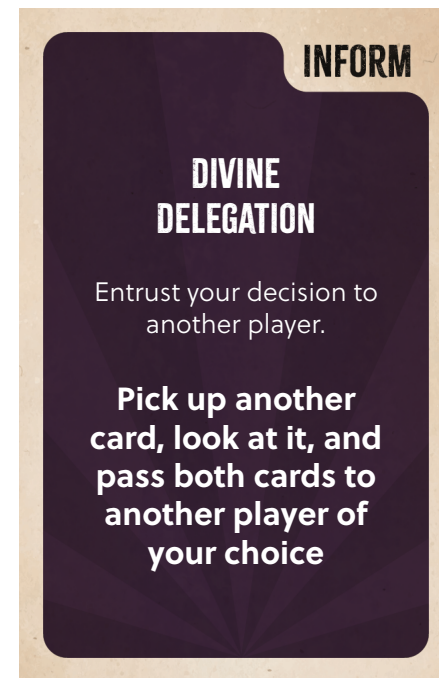 INFORM
DIVINE
DELEGATION
Entrust your decision to
another player.
Pick up another
card, look at it, and
pass both cards to
another player of
your choice